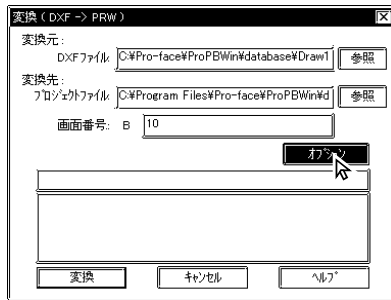 変換（DXF -> PRW）
変換元：
DXFファイル C:¥Pro-face¥ProPBWin¥database¥Draw1 参照
変換先：
プロジェクトファイル C:¥Program Files¥Pro-face¥ProPBWin¥d 参照
画面番号： B 10
オプション
変換 キャンセル ヘルプ